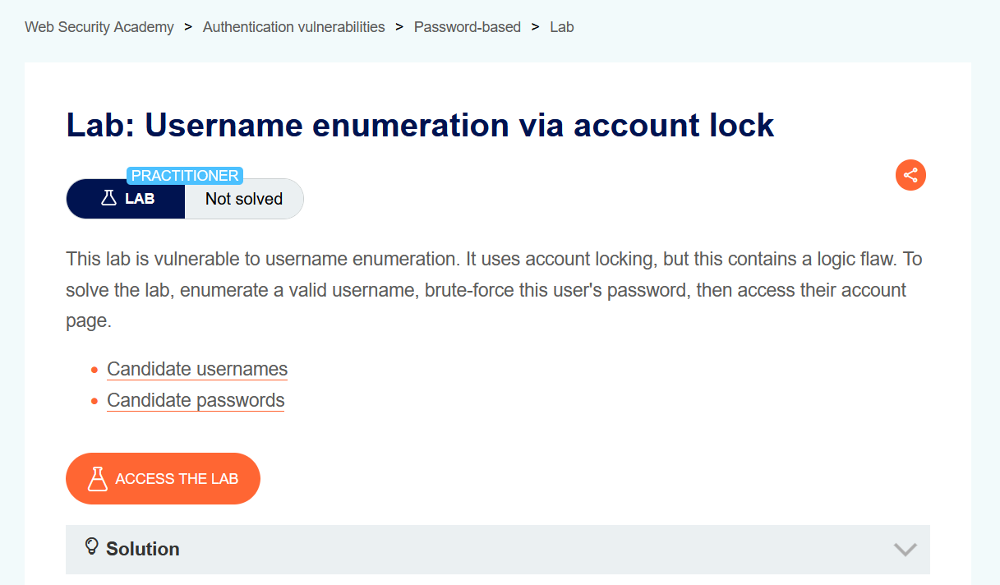 Web Security Academy > Authentication vulnerabilities > Password-based > Lab
Lab: Username enumeration via account lock
PRACTITIONER
LAB Not solved
This lab is vulnerable to username enumeration. It uses account locking, but this contains a logic flaw. To
solve the lab, enumerate a valid username, brute-force this user's password, then access their account
page.
Candidate usernames
Candidate passwords
ACCESS THE LAB
Solution